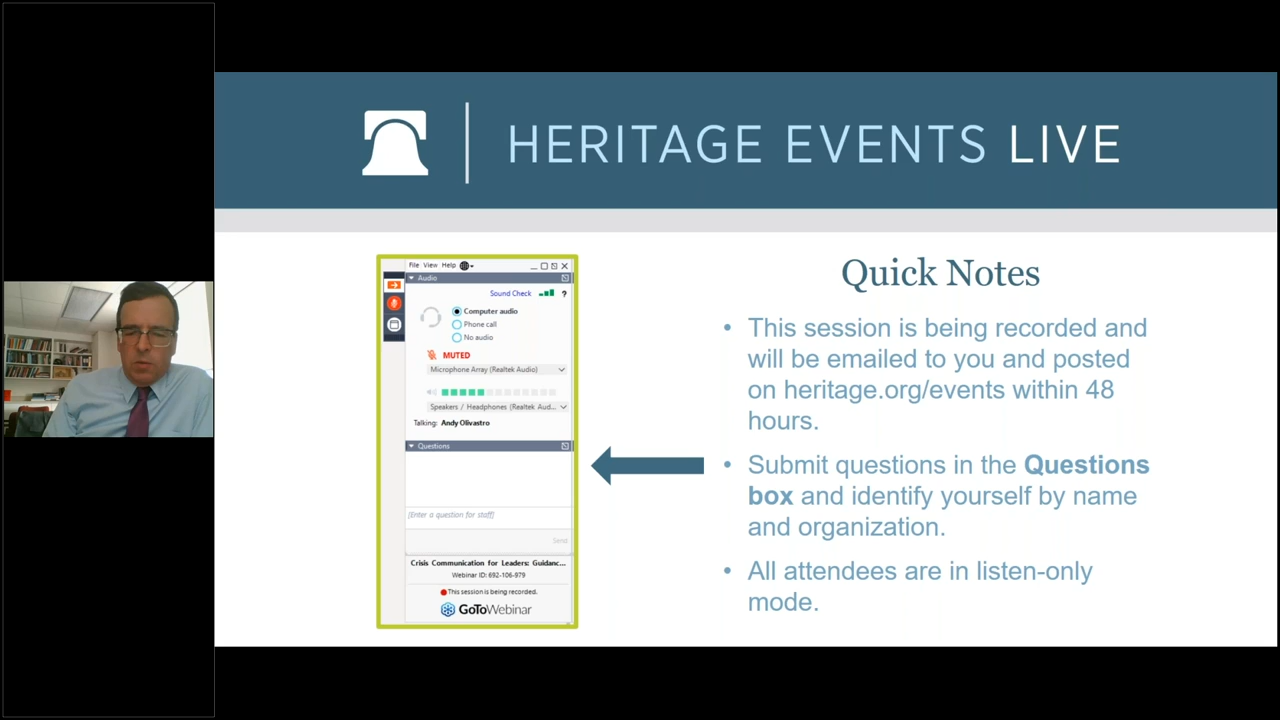 HERITAGE EVENTS LIVE
File View Help
Audio
Sound Check
?
Computer audio
Phone call
No audio
MUTED
Microphone Array (Realtek Audio)
Speakers / Headphones (Realtek Aud...
Talking: Andy Olivastro
Questions
[Enter a question for staff]
Send
Crisis Communication for Leaders: Guidanc...
Webinar ID: 692-106-979
This session is being recorded.
GoToWebinar
Quick Notes
• This session is being recorded and
will be emailed to you and posted
on heritage.org/events within 48
hours.
• Submit questions in the Questions
box and identify yourself by name
and organization.
• All attendees are in listen-only
mode.